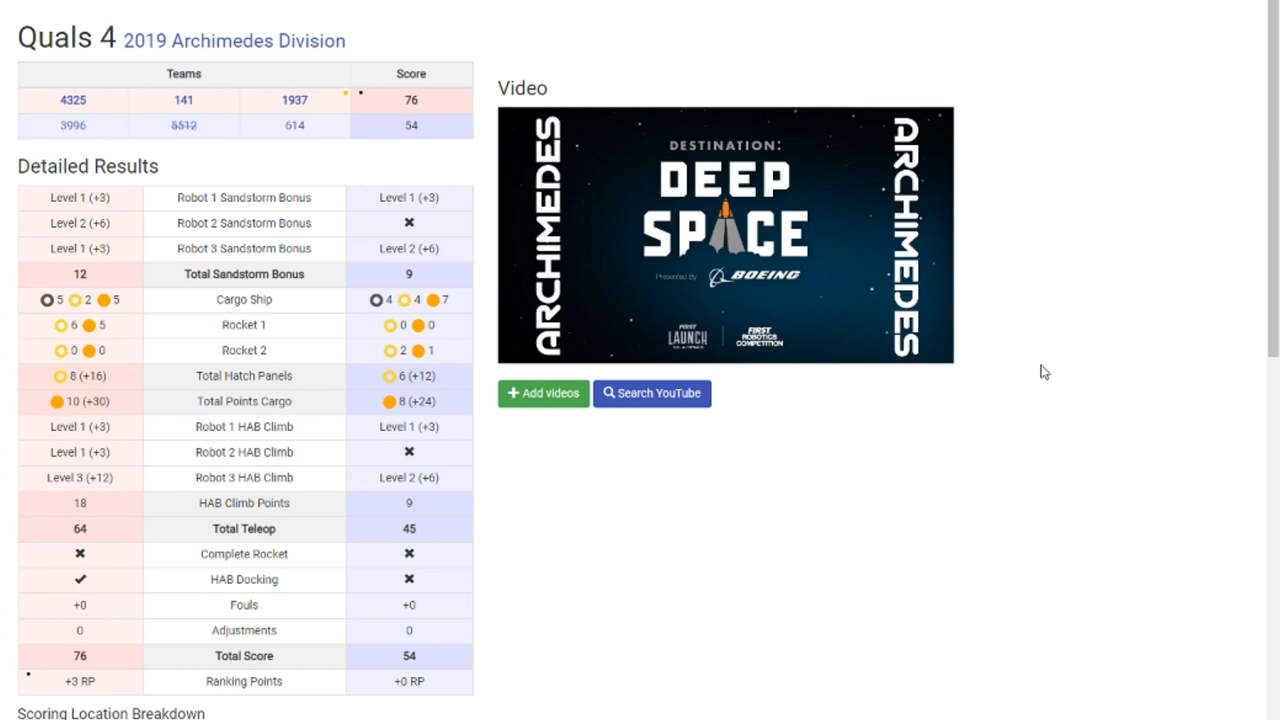 Quals 4 2019 Archimedes Division
Teams Score
4325 141 1937 76
3996 5512 614 54
Video
ARCHIMEDES
DESTINATION:
DEEP
SPACE
Presented By BOEING
FIRST LAUNCH
FIRST ROBOTICS COMPETITION
ARCHIMEDES
Add videos Search YouTube
Detailed Results
Level 1 (+3) Robot 1 Sandstorm Bonus Level 1 (+3)
Level 2 (+6) Robot 2 Sandstorm Bonus
Level 1 (+3) Robot 3 Sandstorm Bonus Level 2 (+6)
12 Total Sandstorm Bonus 9
5 2 5 Cargo Ship 4 4 7
6 5 Rocket 1 0 0
0 0 Rocket 2 2 1
8 (+16) Total Hatch Panels 6 (+12)
10 (+30) Total Points Cargo 8 (+24)
Level 1 (+3) Robot 1 HAB Climb Level 1 (+3)
Level 1 (+3) Robot 2 HAB Climb
Level 3 (+12) Robot 3 HAB Climb Level 2 (+6)
18 HAB Climb Points 9
64 Total Teleop 45
Complete Rocket
HAB Docking
+0 Fouls +0
0 Adjustments 0
76 Total Score 54
+3 RP Ranking Points +0 RP
Scoring Location Breakdown